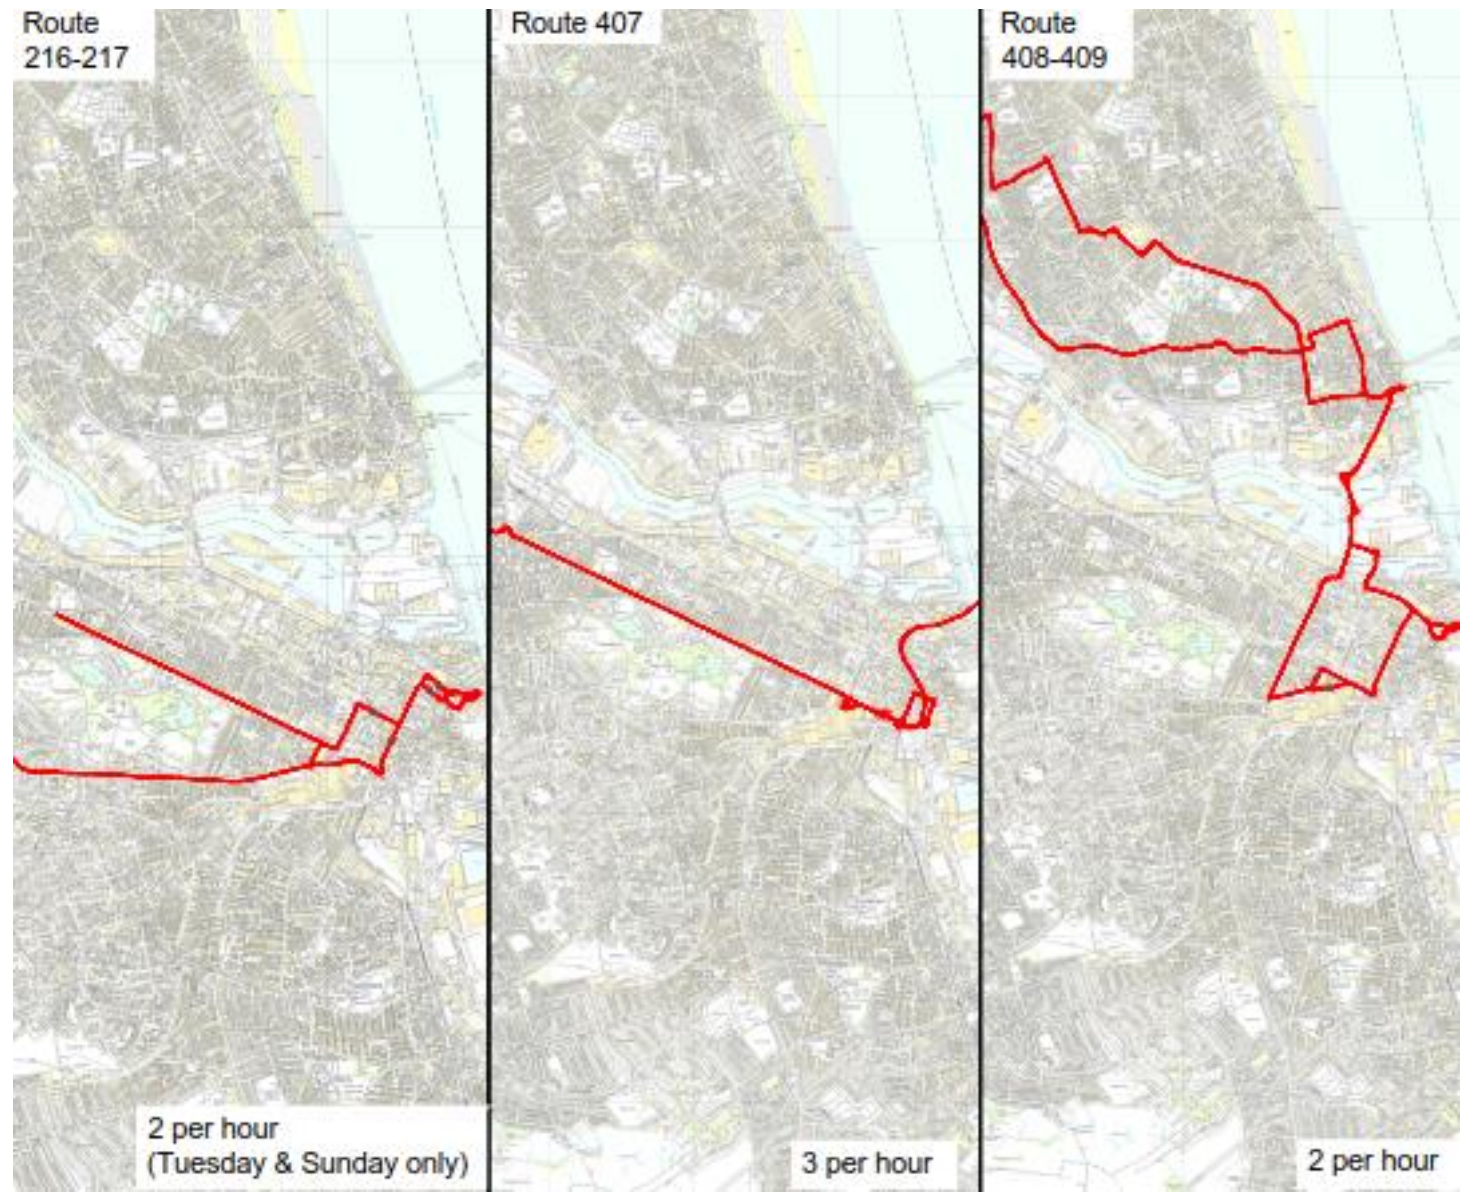 Route
216-217
Route 407
Route
408-409
2 per hour
(Tuesday & Sunday only)
3 per hour
2 per hour